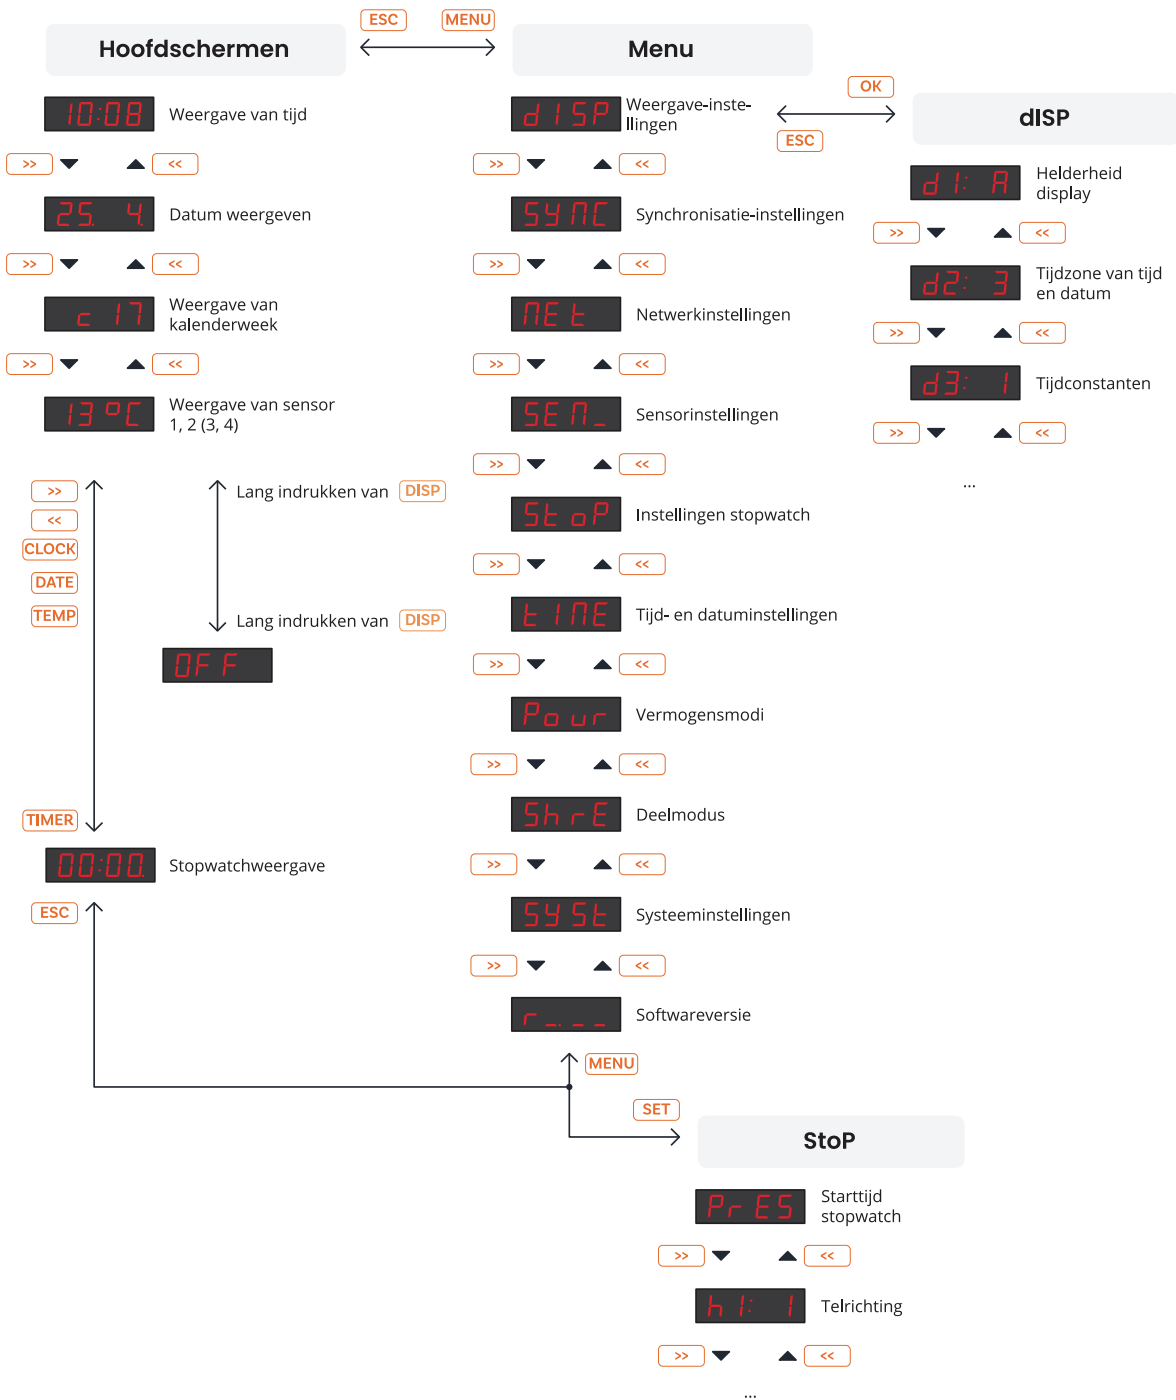 ESC MENU
Hoofdschermen
Menu
OK
ESC
dISP
10:08 Weergave van tijd
>> <<
25. 4. Datum weergeven
>> <<
c 17 Weergave van
kalenderweek
>> <<
13 °C Weergave van sensor
1, 2 (3, 4)
>>
<<
CLOCK
DATE
TEMP
Lang indrukken van DISP
Lang indrukken van DISP
OFF
TIMER
00:00. Stopwatchweergave
ESC
dISP Weergave-inste-
llingen
>> <<
SYNC Synchronisatie-instellingen
>> <<
NEt Netwerkinstellingen
>> <<
SEN_ Sensorinstellingen
>> <<
StoP Instellingen stopwatch
>> <<
tIME Tijd- en datuminstellingen
>> <<
Pour Vermogensmodi
>> <<
ShrE Deelmodus
>> <<
SYSt Systeeminstellingen
>> <<
r_._ _ Softwareversie
MENU
SET
d1: A Helderheid
display
>> <<
d2: 3 Tijdzone van tijd
en datum
>> <<
d3: 1 Tijdconstanten
>> <<
...
StoP
PrES Starttijd
stopwatch
>> <<
h1: 1 Telrichting
>> <<
...